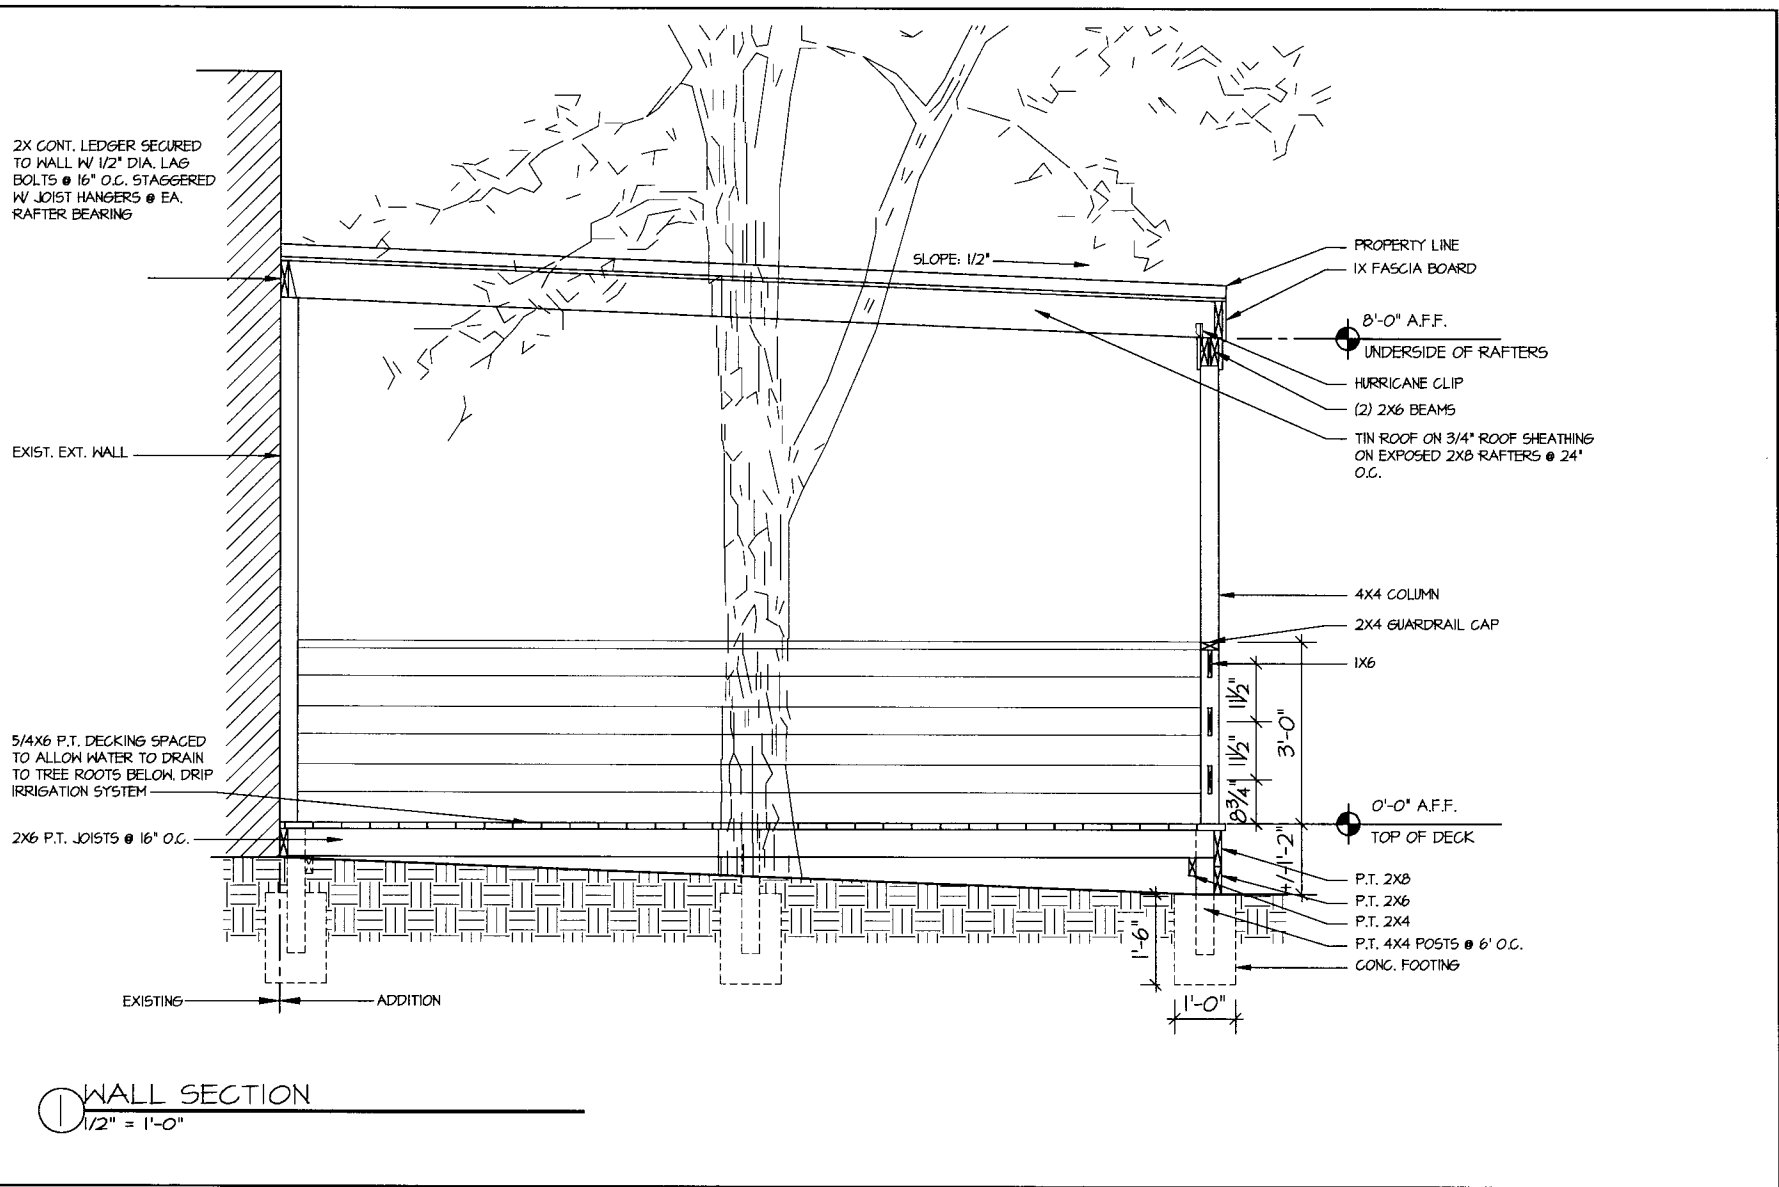 2X CONT. LEDGER SECURED
TO WALL W/ 1/2" DIA. LAG
BOLTS @ 16" O.C. STAGGERED
W/ JOIST HANGERS @ EA.
RAFTER BEARING
EXIST. EXT. WALL
5/4X6 P.T. DECKING SPACED
TO ALLOW WATER TO DRAIN
TO TREE ROOTS BELOW. DRIP
IRRIGATION SYSTEM
2X6 P.T. JOISTS @ 16" O.C.
EXISTING
ADDITION
SLOPE: 1/2"
PROPERTY LINE
1X FASCIA BOARD
8'-0" A.F.F.
UNDERSIDE OF RAFTERS
HURRICANE CLIP
(2) 2X6 BEAMS
TIN ROOF ON 3/4" ROOF SHEATHING
ON EXPOSED 2X8 RAFTERS @ 24"
O.C.
4X4 COLUMN
2X4 GUARDRAIL CAP
1X6
11 1/2"
11 1/2"
8 3/4"
3'-0"
0'-0" A.F.F.
TOP OF DECK
+/-1'-2"
P.T. 2X8
P.T. 2X6
P.T. 2X4
P.T. 4X4 POSTS @ 6' O.C.
CONC. FOOTING
1'-6"
1'-0"
1
WALL SECTION
1/2" = 1'-0"